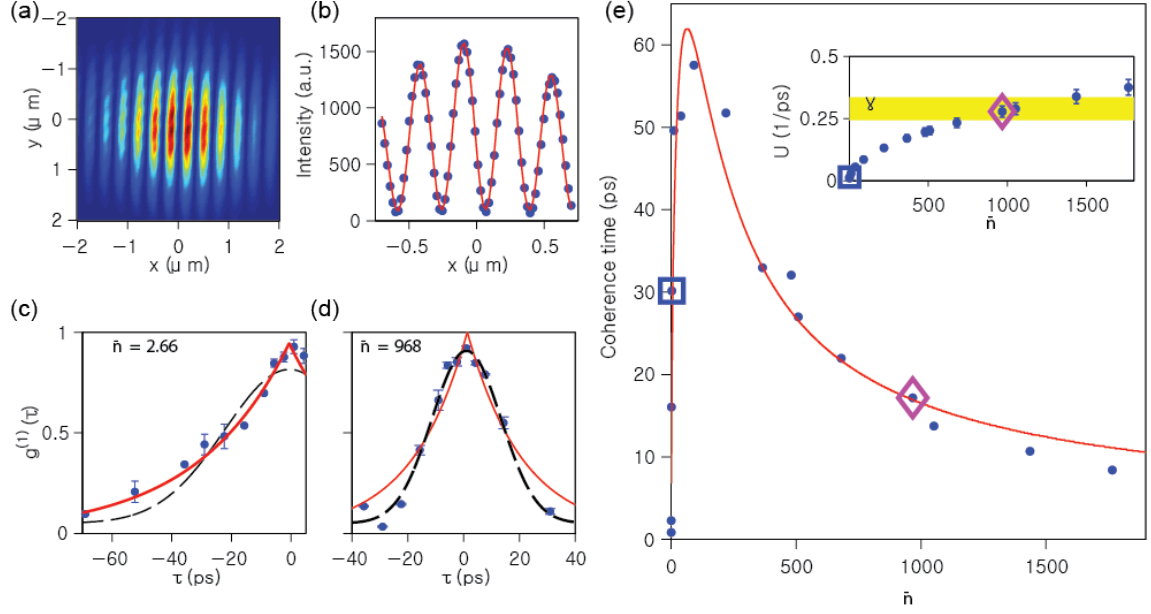 (a)
−2
−1
0
1
2
y (μ m)
−2 −1 0 1 2
x (μ m)
(b)
1500
1000
500
0
Intensity (a.u.)
−0.5 0 0.5
x (μ m)
(c)
n̄ = 2.66
1
0.5
0
g(1)(τ)
−60 −40 −20 0
τ (ps)
(d)
n̄ = 968
−40 −20 0 20 40
τ (ps)
(e)
60
50
40
30
20
10
0
Coherence time (ps)
0 500 1000 1500
n̄
0.5
0.25
0
U (1/ps)
γ
500 1000 1500
n̄